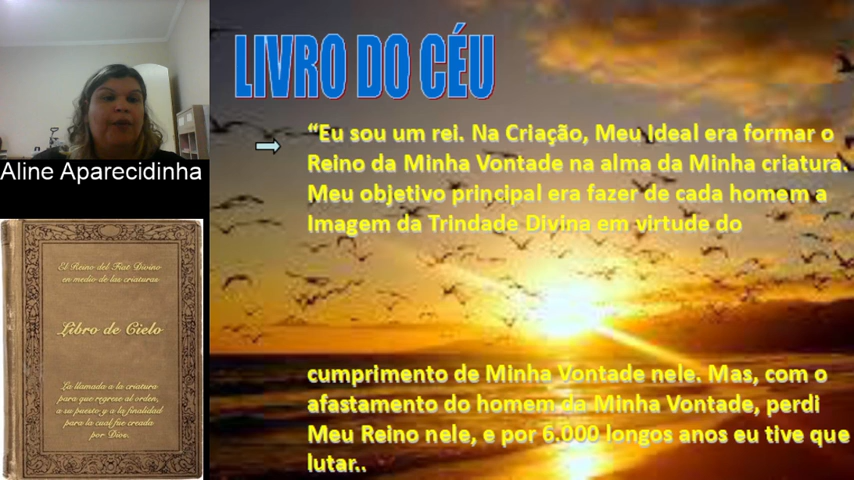 LIVRO DO CÉU
“Eu sou um rei. Na Criação, Meu Ideal era formar o
Reino da Minha Vontade na alma da Minha criatura.
Meu objetivo principal era fazer de cada homem a
Imagem da Trindade Divina em virtude do
cumprimento de Minha Vontade nele. Mas, com o
afastamento do homem da Minha Vontade, perdi
Meu Reino nele, e por 6.000 longos anos eu tive que
lutar..
Aline Aparecidinha
El Reino del Fiat Divino
en medio de las criaturas
Libro de Cielo
La llamada a la criatura
para que regrese al orden,
a su puesto y a la finalidad
para la cual fue creada
por Dios.